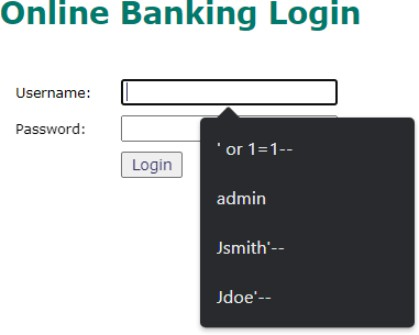 Online Banking Login
Username:
Password:
Login
' or 1=1--
admin
Jsmith'--
Jdoe'--